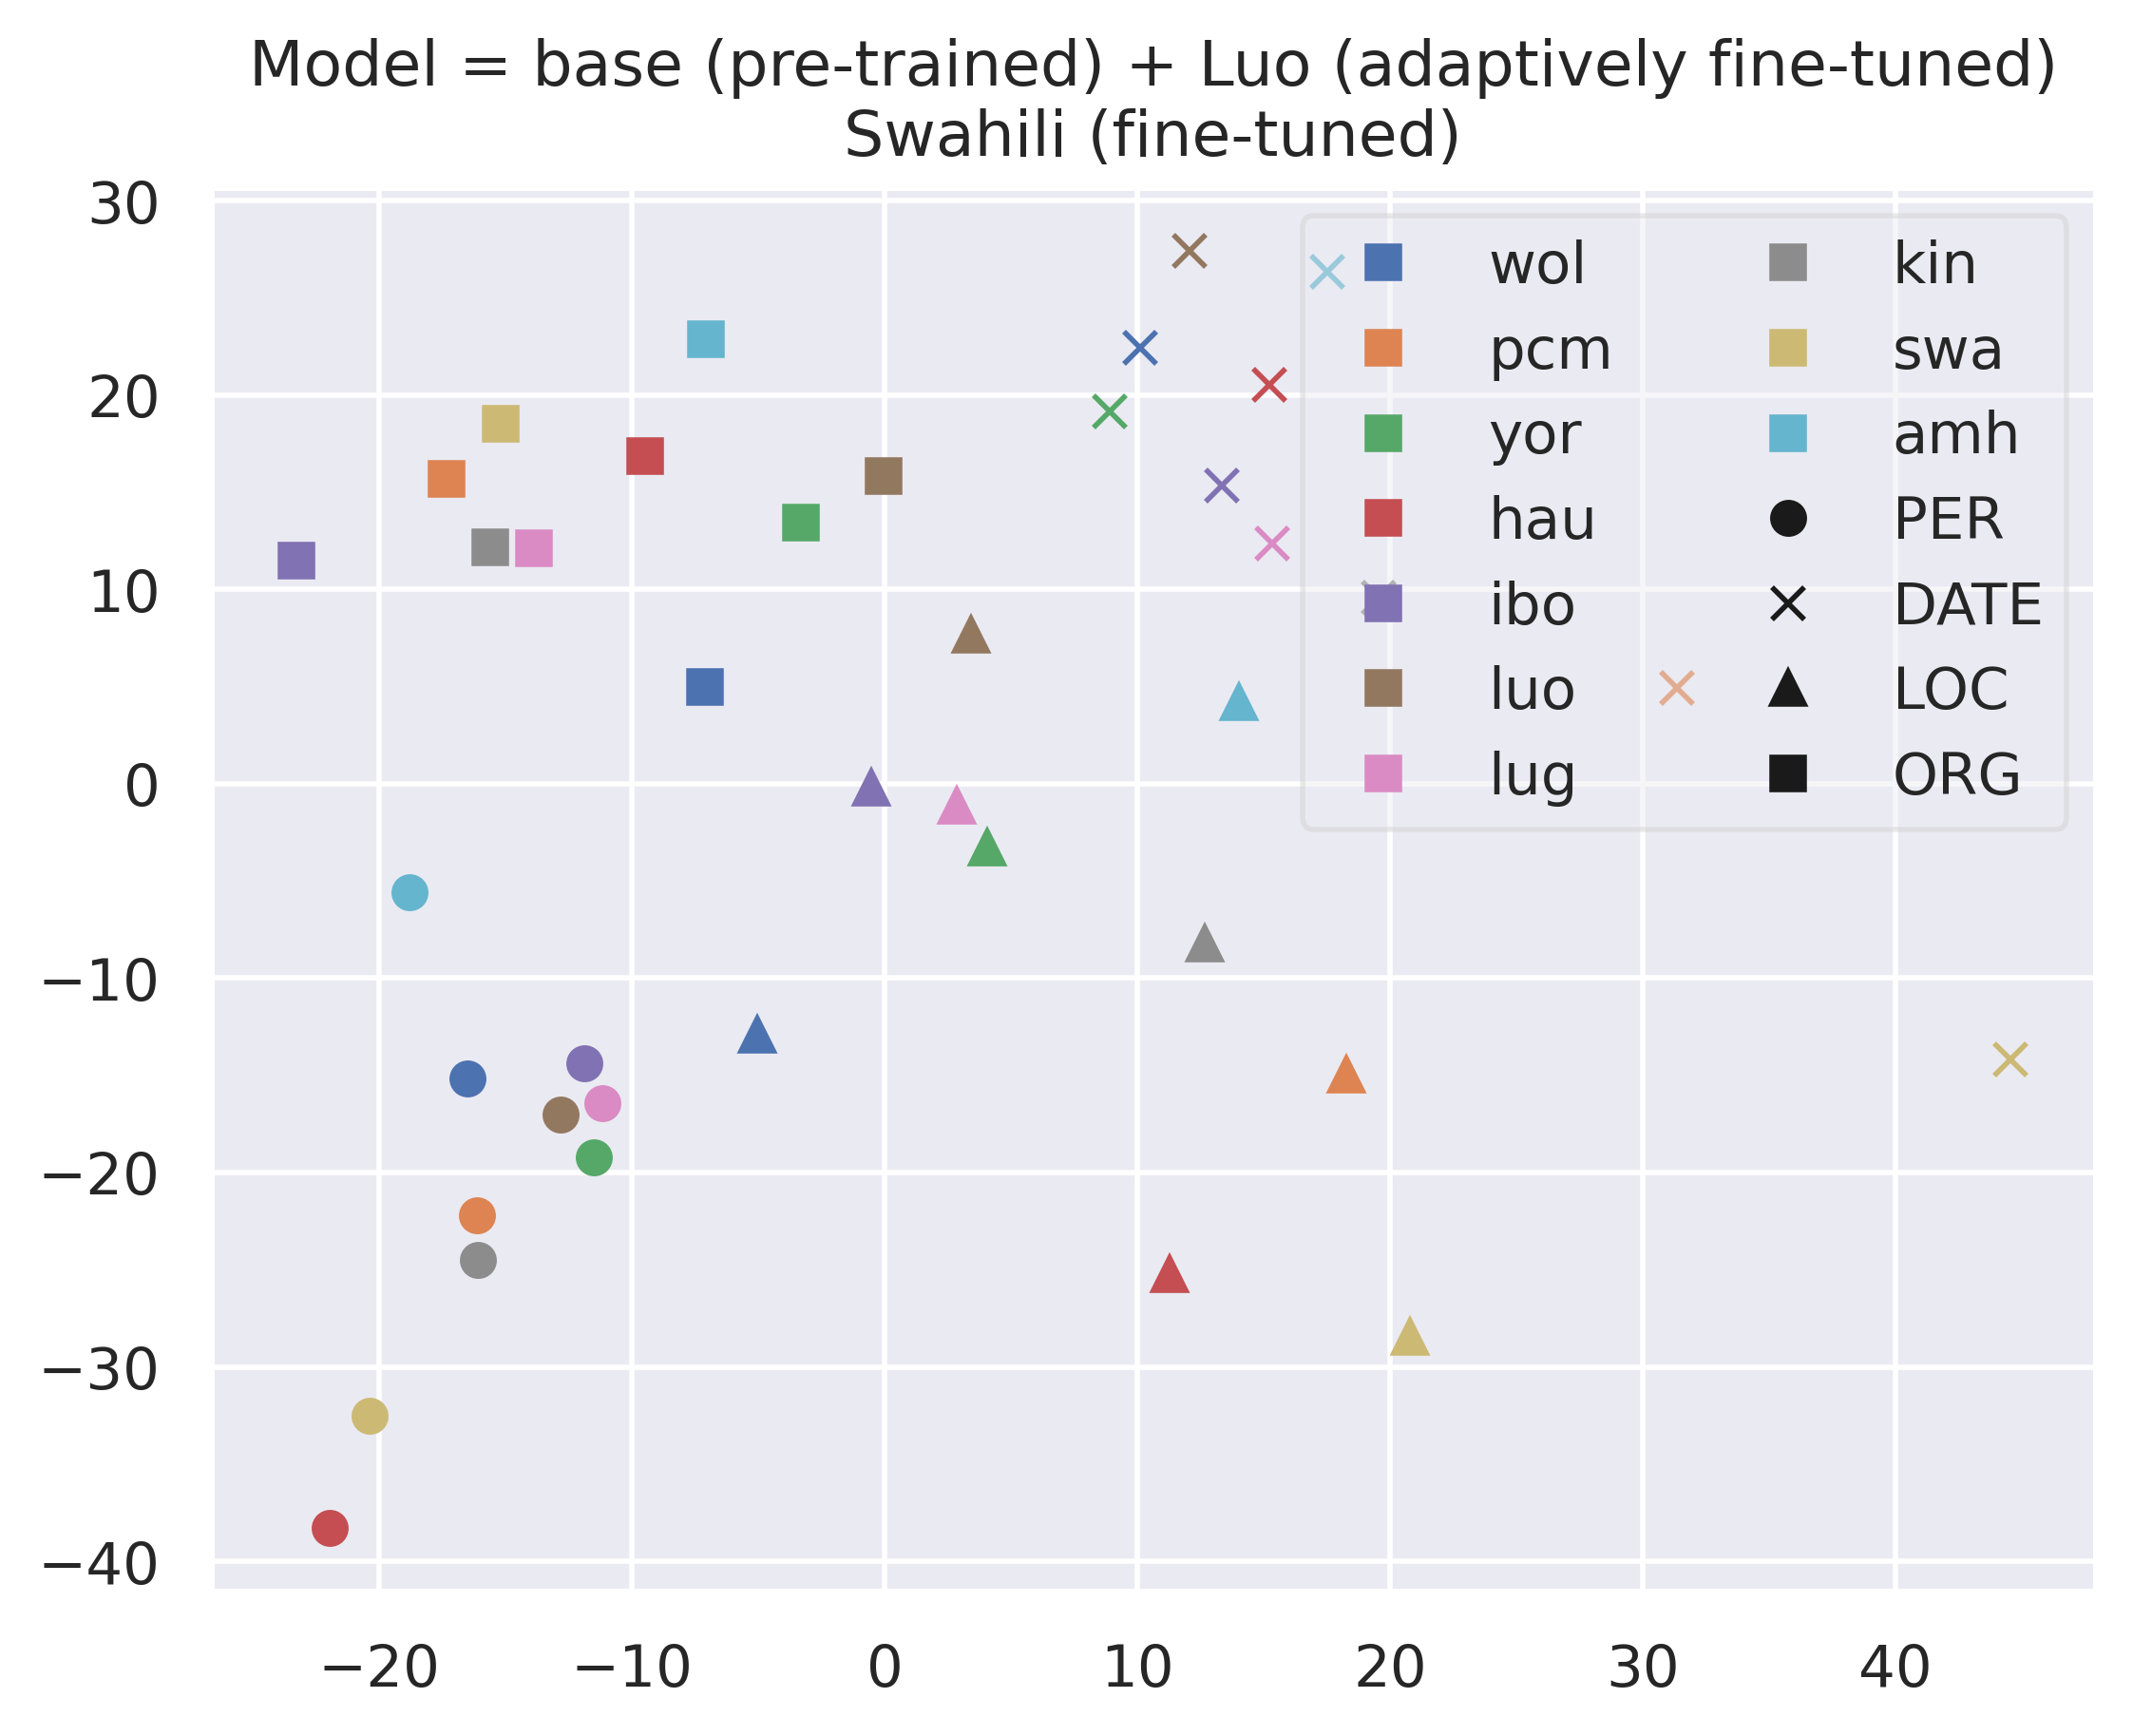 Model = base (pre-trained) + Luo (adaptively fine-tuned)
Swahili (fine-tuned)
30
20
10
0
−10
−20
−30
−40
−20
−10
0
10
20
30
40
wol
pcm
yor
hau
ibo
luo
lug
kin
swa
amh
PER
DATE
LOC
ORG